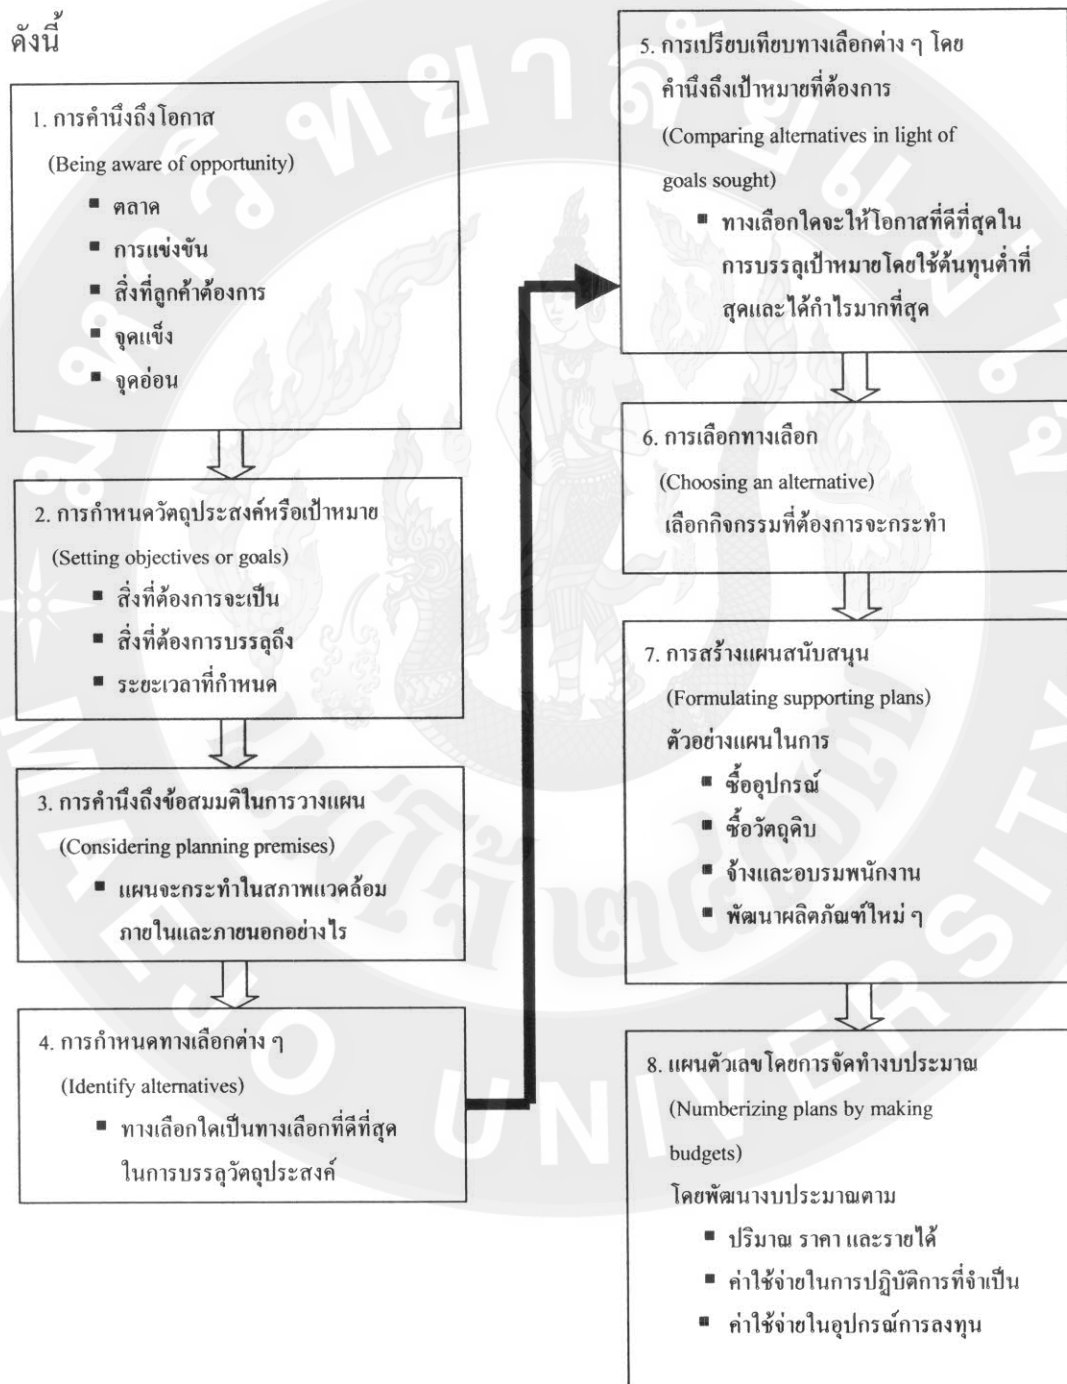 ดังนี้
1. การคำนึงถึงโอกาส
(Being aware of opportunity)
▪ ตลาด
▪ การแข่งขัน
▪ สิ่งที่ลูกค้าต้องการ
▪ จุดแข็ง
▪ จุดอ่อน
2. การกำหนดวัตถุประสงค์หรือเป้าหมาย
(Setting objectives or goals)
▪ สิ่งที่ต้องการจะเป็น
▪ สิ่งที่ต้องการบรรลุถึง
▪ ระยะเวลาที่กำหนด
3. การคำนึงถึงข้อสมมติในการวางแผน
(Considering planning premises)
▪ แผนจะกระทำในสภาพแวดล้อม
ภายในและภายนอกอย่างไร
4. การกำหนดทางเลือกต่าง ๆ
(Identify alternatives)
▪ ทางเลือกใดเป็นทางเลือกที่ดีที่สุด
ในการบรรลุวัตถุประสงค์
5. การเปรียบเทียบทางเลือกต่าง ๆ โดย
คำนึงถึงเป้าหมายที่ต้องการ
(Comparing alternatives in light of
goals sought)
▪ ทางเลือกใดจะให้โอกาสที่ดีที่สุดใน
การบรรลุเป้าหมายโดยใช้ต้นทุนต่ำที่
สุดและได้กำไรมากที่สุด
6. การเลือกทางเลือก
(Choosing an alternative)
เลือกกิจกรรมที่ต้องการจะกระทำ
7. การสร้างแผนสนับสนุน
(Formulating supporting plans)
ตัวอย่างแผนในการ
▪ ซื้ออุปกรณ์
▪ ซื้อวัตถุดิบ
▪ จ้างและอบรมพนักงาน
▪ พัฒนาผลิตภัณฑ์ใหม่ ๆ
8. แผนตัวเลขโดยการจัดทำงบประมาณ
(Numberizing plans by making
budgets)
โดยพัฒนางบประมาณตาม
▪ ปริมาณ ราคา และรายได้
▪ ค่าใช้จ่ายในการปฏิบัติการที่จำเป็น
▪ ค่าใช้จ่ายในอุปกรณ์การลงทุน
มหาวิทยาลัยแม่โจ้
MAEJO UNIVERSITY
แม่โจ้ ๒๔๗๗